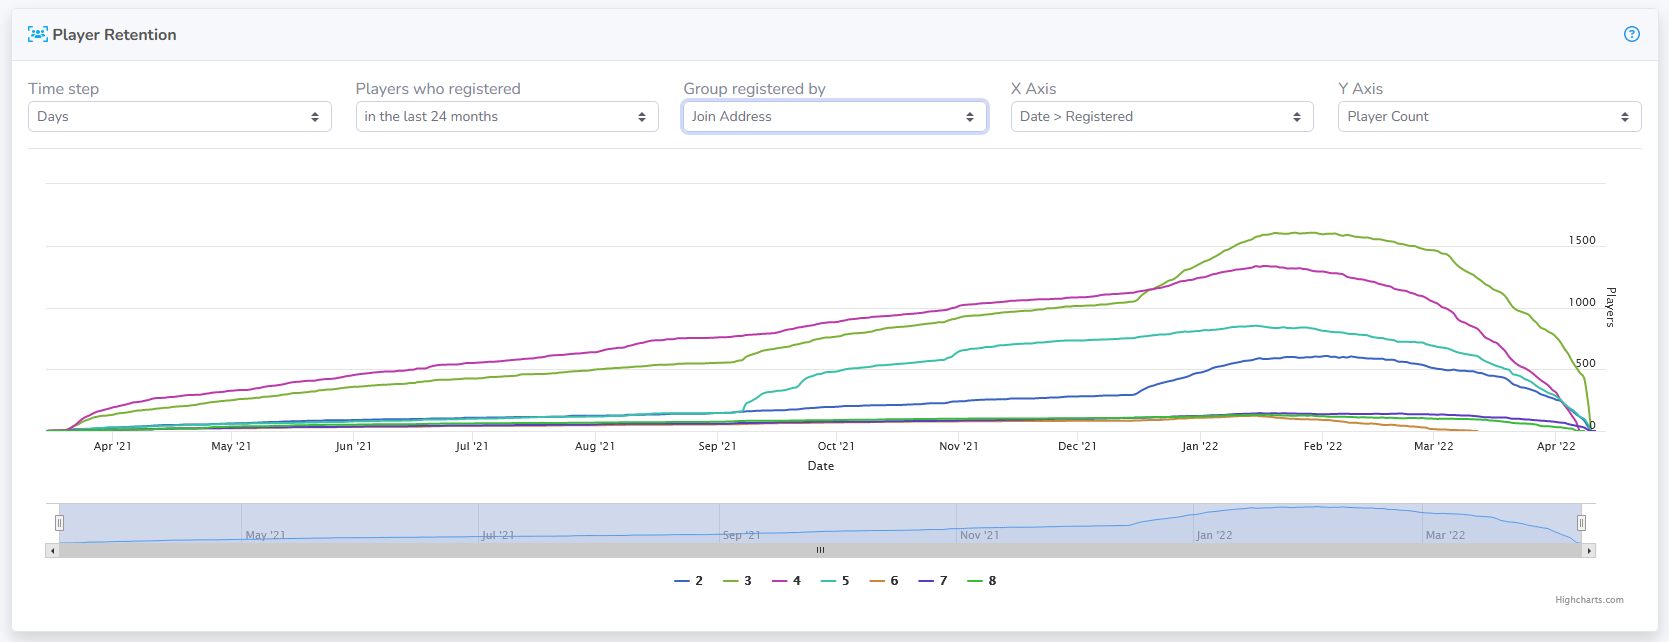 Player Retention
Time step
Players who registered
Group registered by
X Axis
Y Axis
Days
in the last 24 months
Join Address
Date > Registered
Player Count
1500
1000
500
0
Players
Apr '21
May '21
Jun '21
Jul '21
Aug '21
Sep '21
Oct '21
Nov '21
Dec '21
Jan '22
Feb '22
Mar '22
Apr '22
Date
May '21
Jul '21
Sep '21
Nov '21
Jan '22
Mar '22
2
3
4
5
6
7
8
Highcharts.com